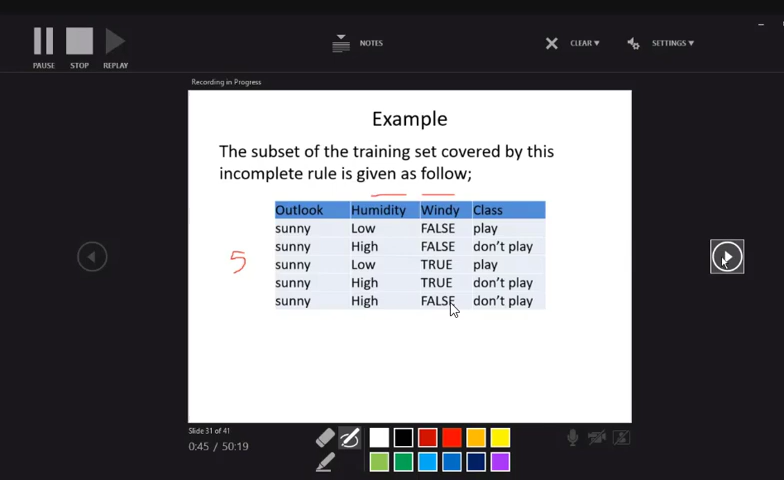 NOTES
CLEAR
SETTINGS
PAUSE STOP REPLAY
Recording in Progress
Example
The subset of the training set covered by this
incomplete rule is given as follow;
Outlook Humidity Windy Class
sunny Low FALSE play
sunny High FALSE don't play
5
sunny Low TRUE play
sunny High TRUE don't play
sunny High FALSE don't play
Slide 31 of 41
0:45 / 50:19